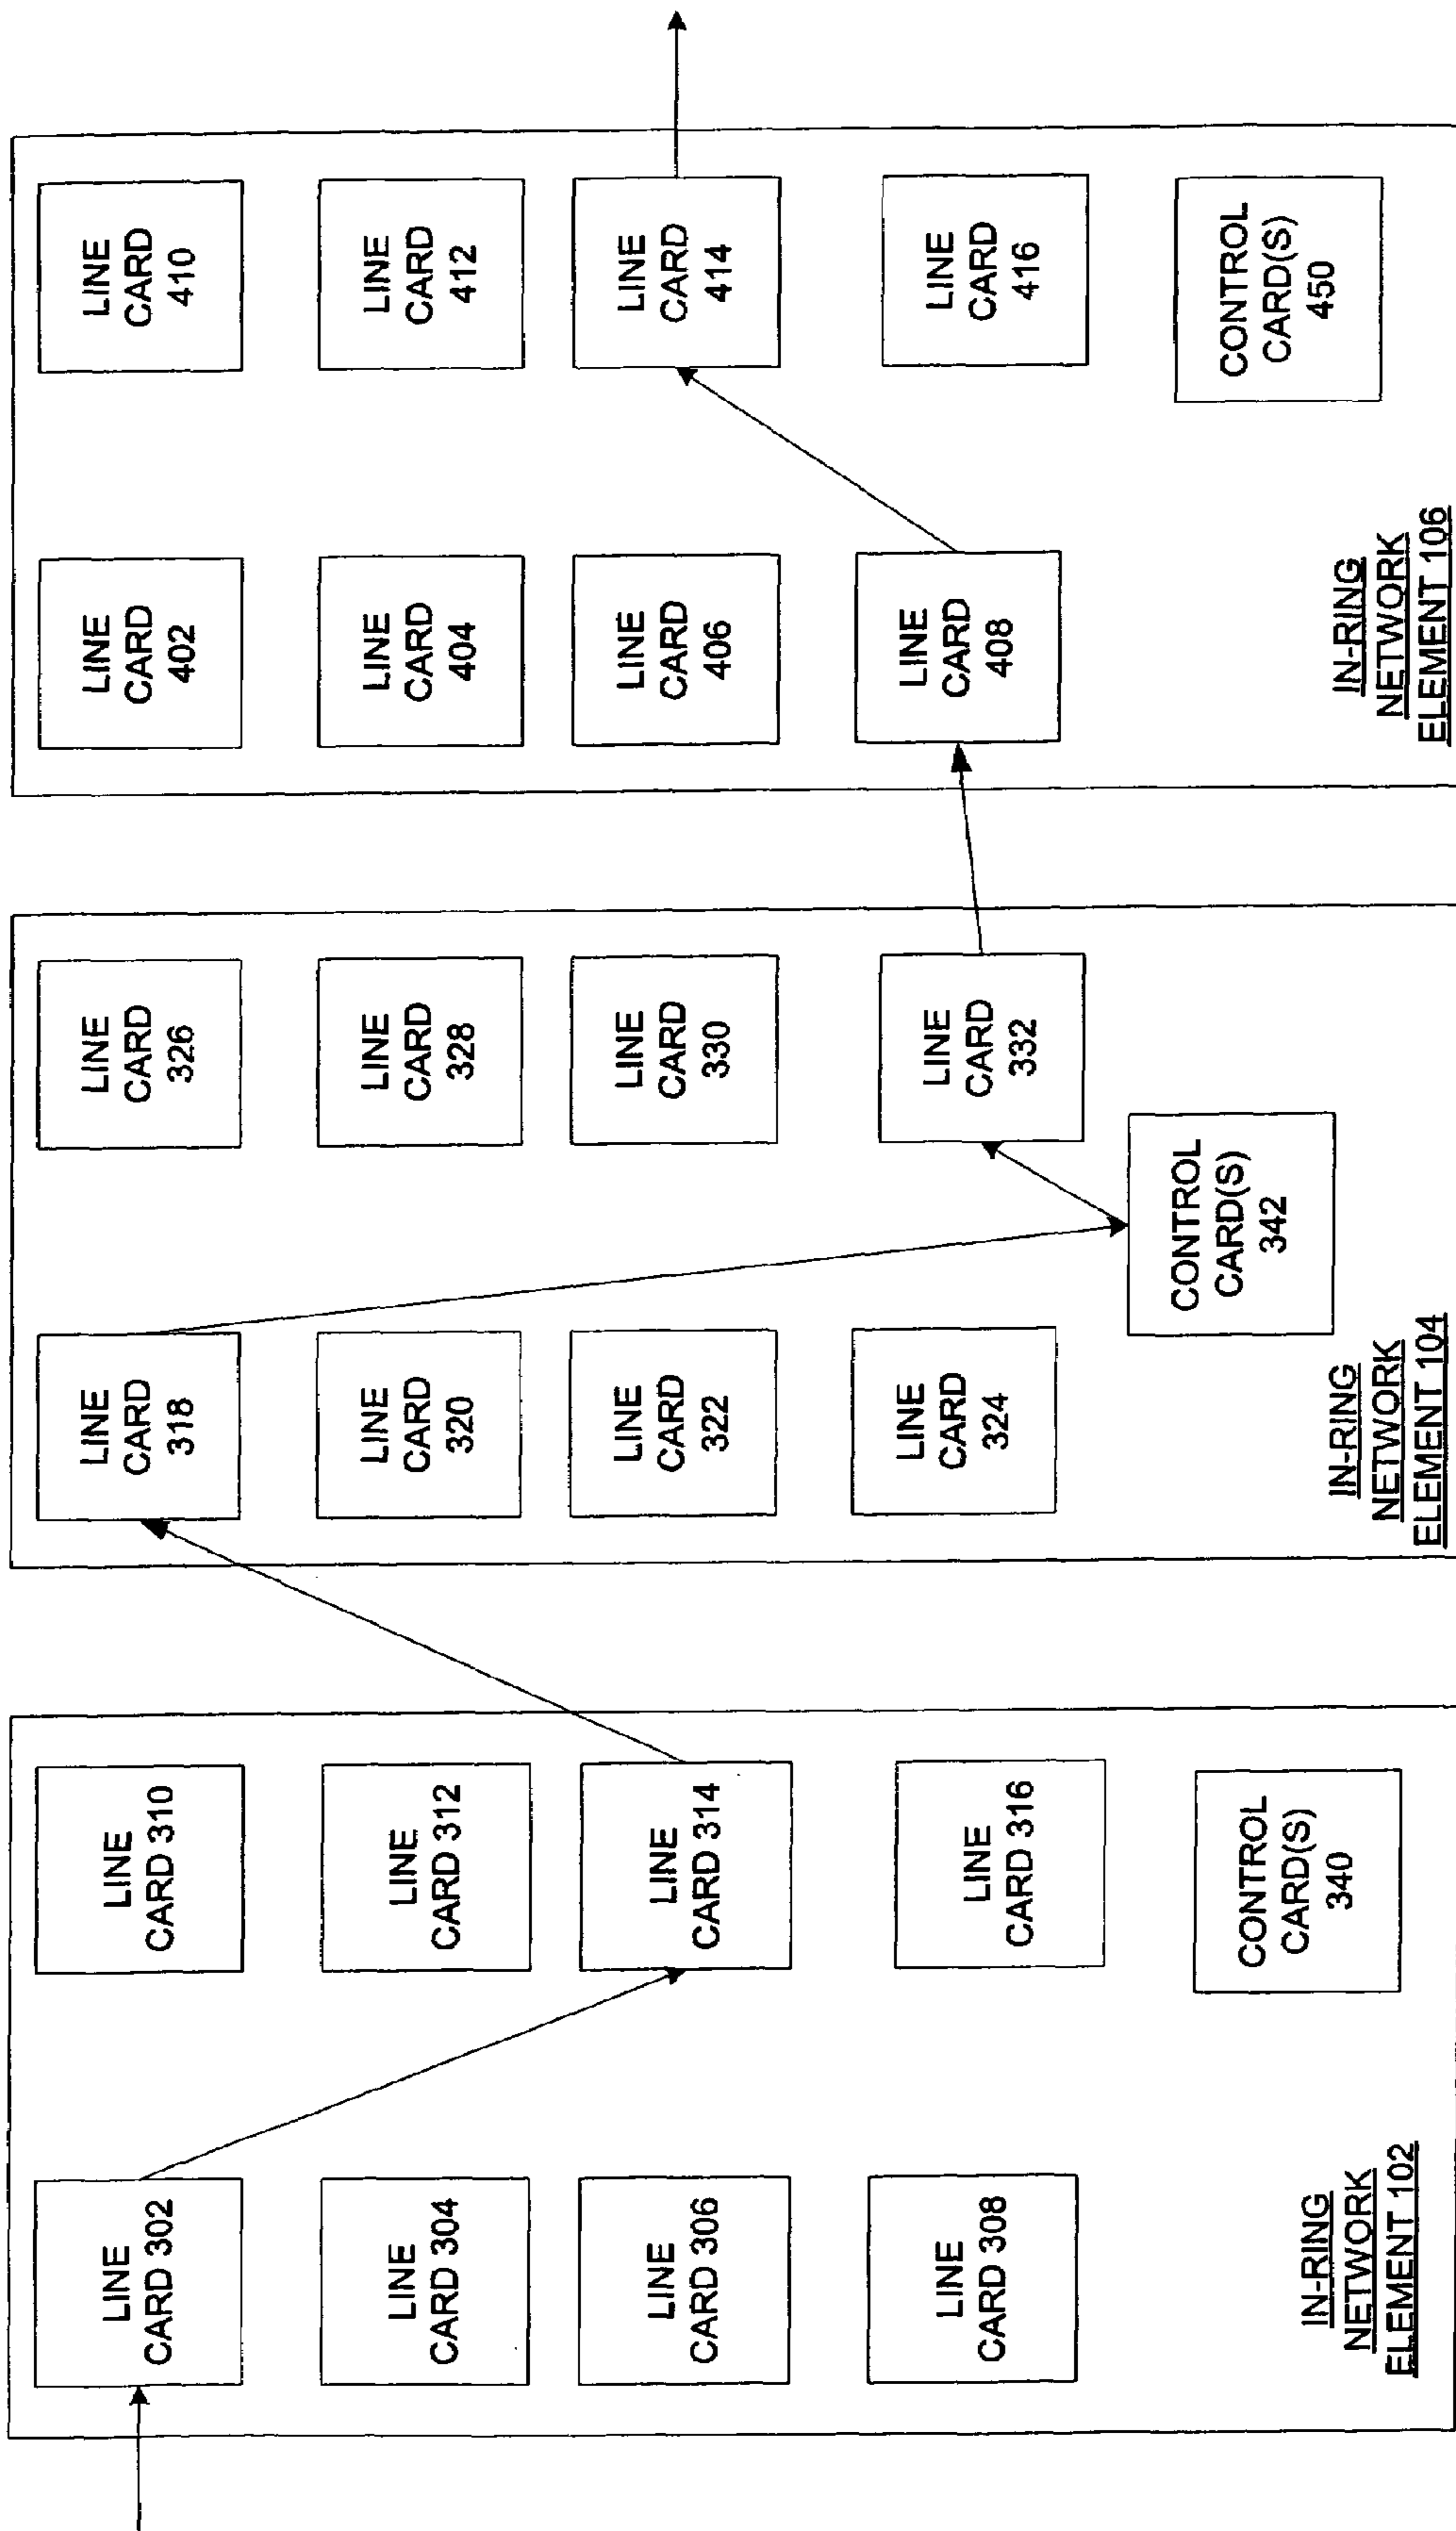 LINE
CARD 302
LINE
CARD 304
LINE
CARD 306
LINE
CARD 308
LINE
CARD 310
LINE
CARD 312
LINE
CARD 314
LINE
CARD 316
CONTROL
CARD(S)
340
IN-RING
NETWORK
ELEMENT 102
LINE
CARD
318
LINE
CARD
320
LINE
CARD
322
LINE
CARD
324
LINE
CARD
326
LINE
CARD
328
LINE
CARD
330
LINE
CARD
332
CONTROL
CARD(S)
342
IN-RING
NETWORK
ELEMENT 104
LINE
CARD
402
LINE
CARD
404
LINE
CARD
406
LINE
CARD
408
LINE
CARD
410
LINE
CARD
412
LINE
CARD
414
LINE
CARD
416
CONTROL
CARD(S)
450
IN-RING
NETWORK
ELEMENT 106